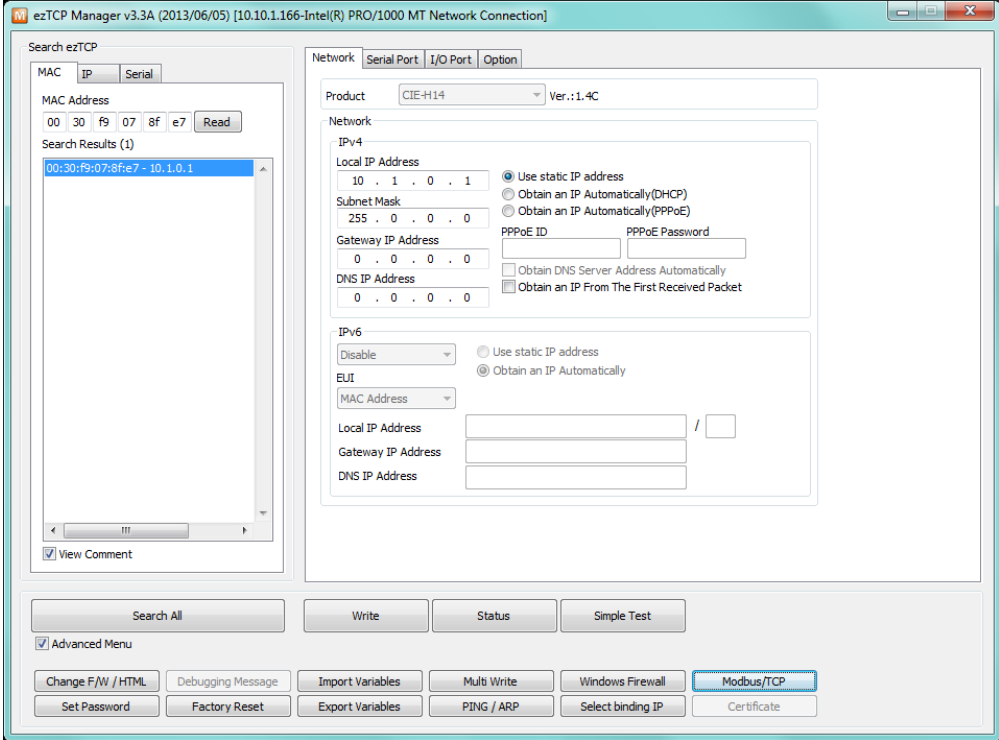 ezTCP Manager v3.3A (2013/06/05) [10.10.1.166-Intel(R) PRO/1000 MT Network Connection]
Search ezTCP
MAC IP Serial
MAC Address
00 30 f9 07 8f e7 Read
Search Results (1)
00:30:f9:07:8f:e7 - 10.1.0.1
View Comment
Network Serial Port I/O Port Option
Product CIE-H14 Ver.:1.4C
Network
IPv4
Local IP Address
10 . 1 . 0 . 1
Subnet Mask
255 . 0 . 0 . 0
Gateway IP Address
0 . 0 . 0 . 0
DNS IP Address
0 . 0 . 0 . 0
Use static IP address
Obtain an IP Automatically(DHCP)
Obtain an IP Automatically(PPPoE)
PPPoE ID PPPoE Password
Obtain DNS Server Address Automatically
Obtain an IP From The First Received Packet
IPv6
Disable
EUI
MAC Address
Use static IP address
Obtain an IP Automatically
Local IP Address /
Gateway IP Address
DNS IP Address
Search All Write Status Simple Test
Advanced Menu
Change F/W / HTML Debugging Message Import Variables Multi Write Windows Firewall Modbus/TCP
Set Password Factory Reset Export Variables PING / ARP Select binding IP Certificate